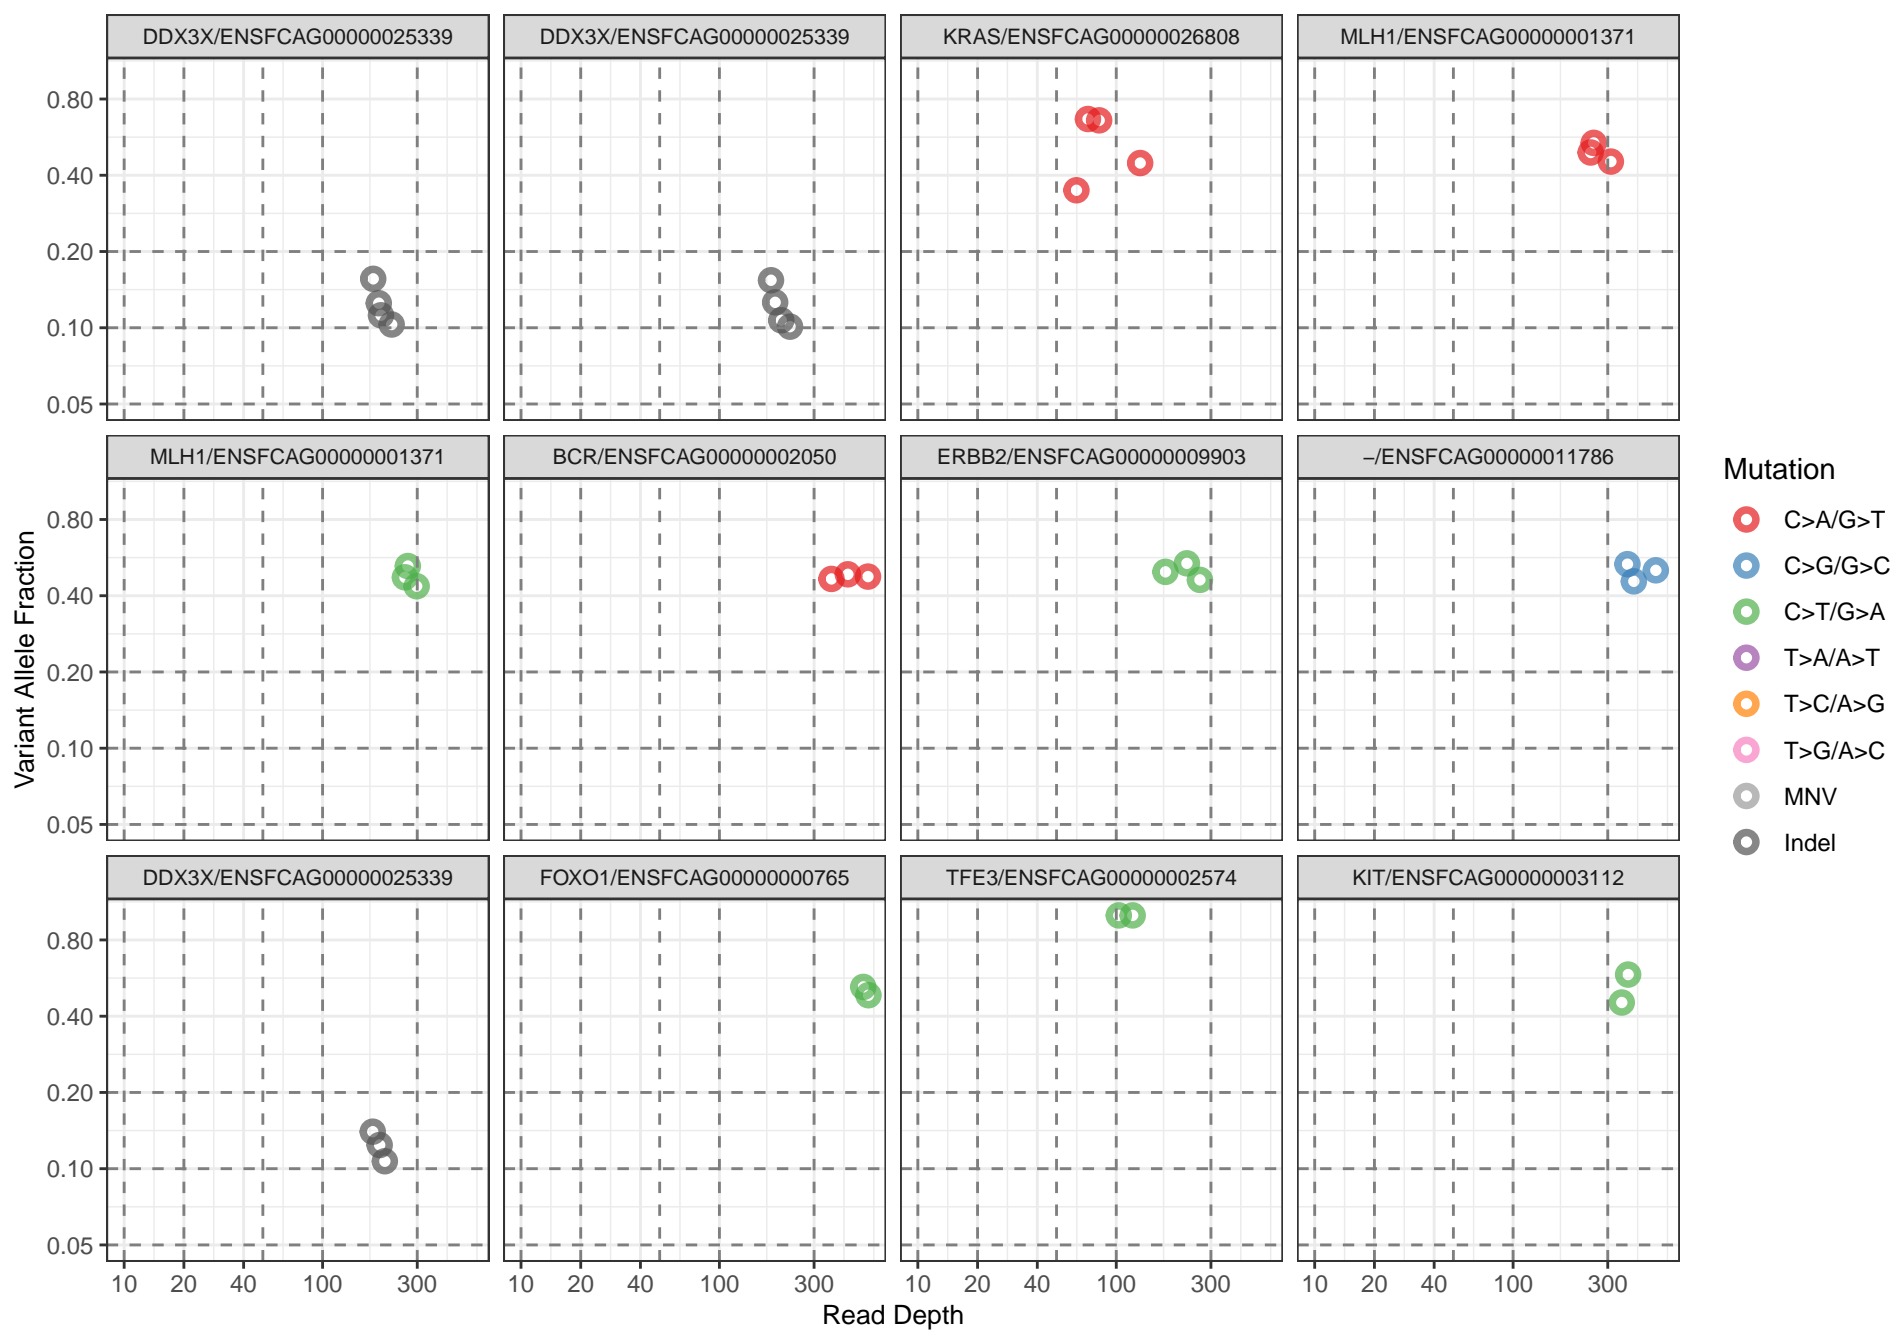 DDX3X/ENSFCAG00000025339
DDX3X/ENSFCAG00000025339
KRAS/ENSFCAG00000026808
MLH1/ENSFCAG00000001371
0.80
0.40
0.20
0.10
0.05
MLH1/ENSFCAG00000001371
BCR/ENSFCAG00000002050
ERBB2/ENSFCAG00000009903
–/ENSFCAG00000011786
0.80
0.40
0.20
0.10
0.05
Variant Allele Fraction
DDX3X/ENSFCAG00000025339
FOXO1/ENSFCAG00000000765
TFE3/ENSFCAG00000002574
KIT/ENSFCAG00000003112
0.80
0.40
0.20
0.10
0.05
10 20 40 100 300
10 20 40 100 300
10 20 40 100 300
10 20 40 100 300
Read Depth
Mutation
C>A/G>T
C>G/G>C
C>T/G>A
T>A/A>T
T>C/A>G
T>G/A>C
MNV
Indel